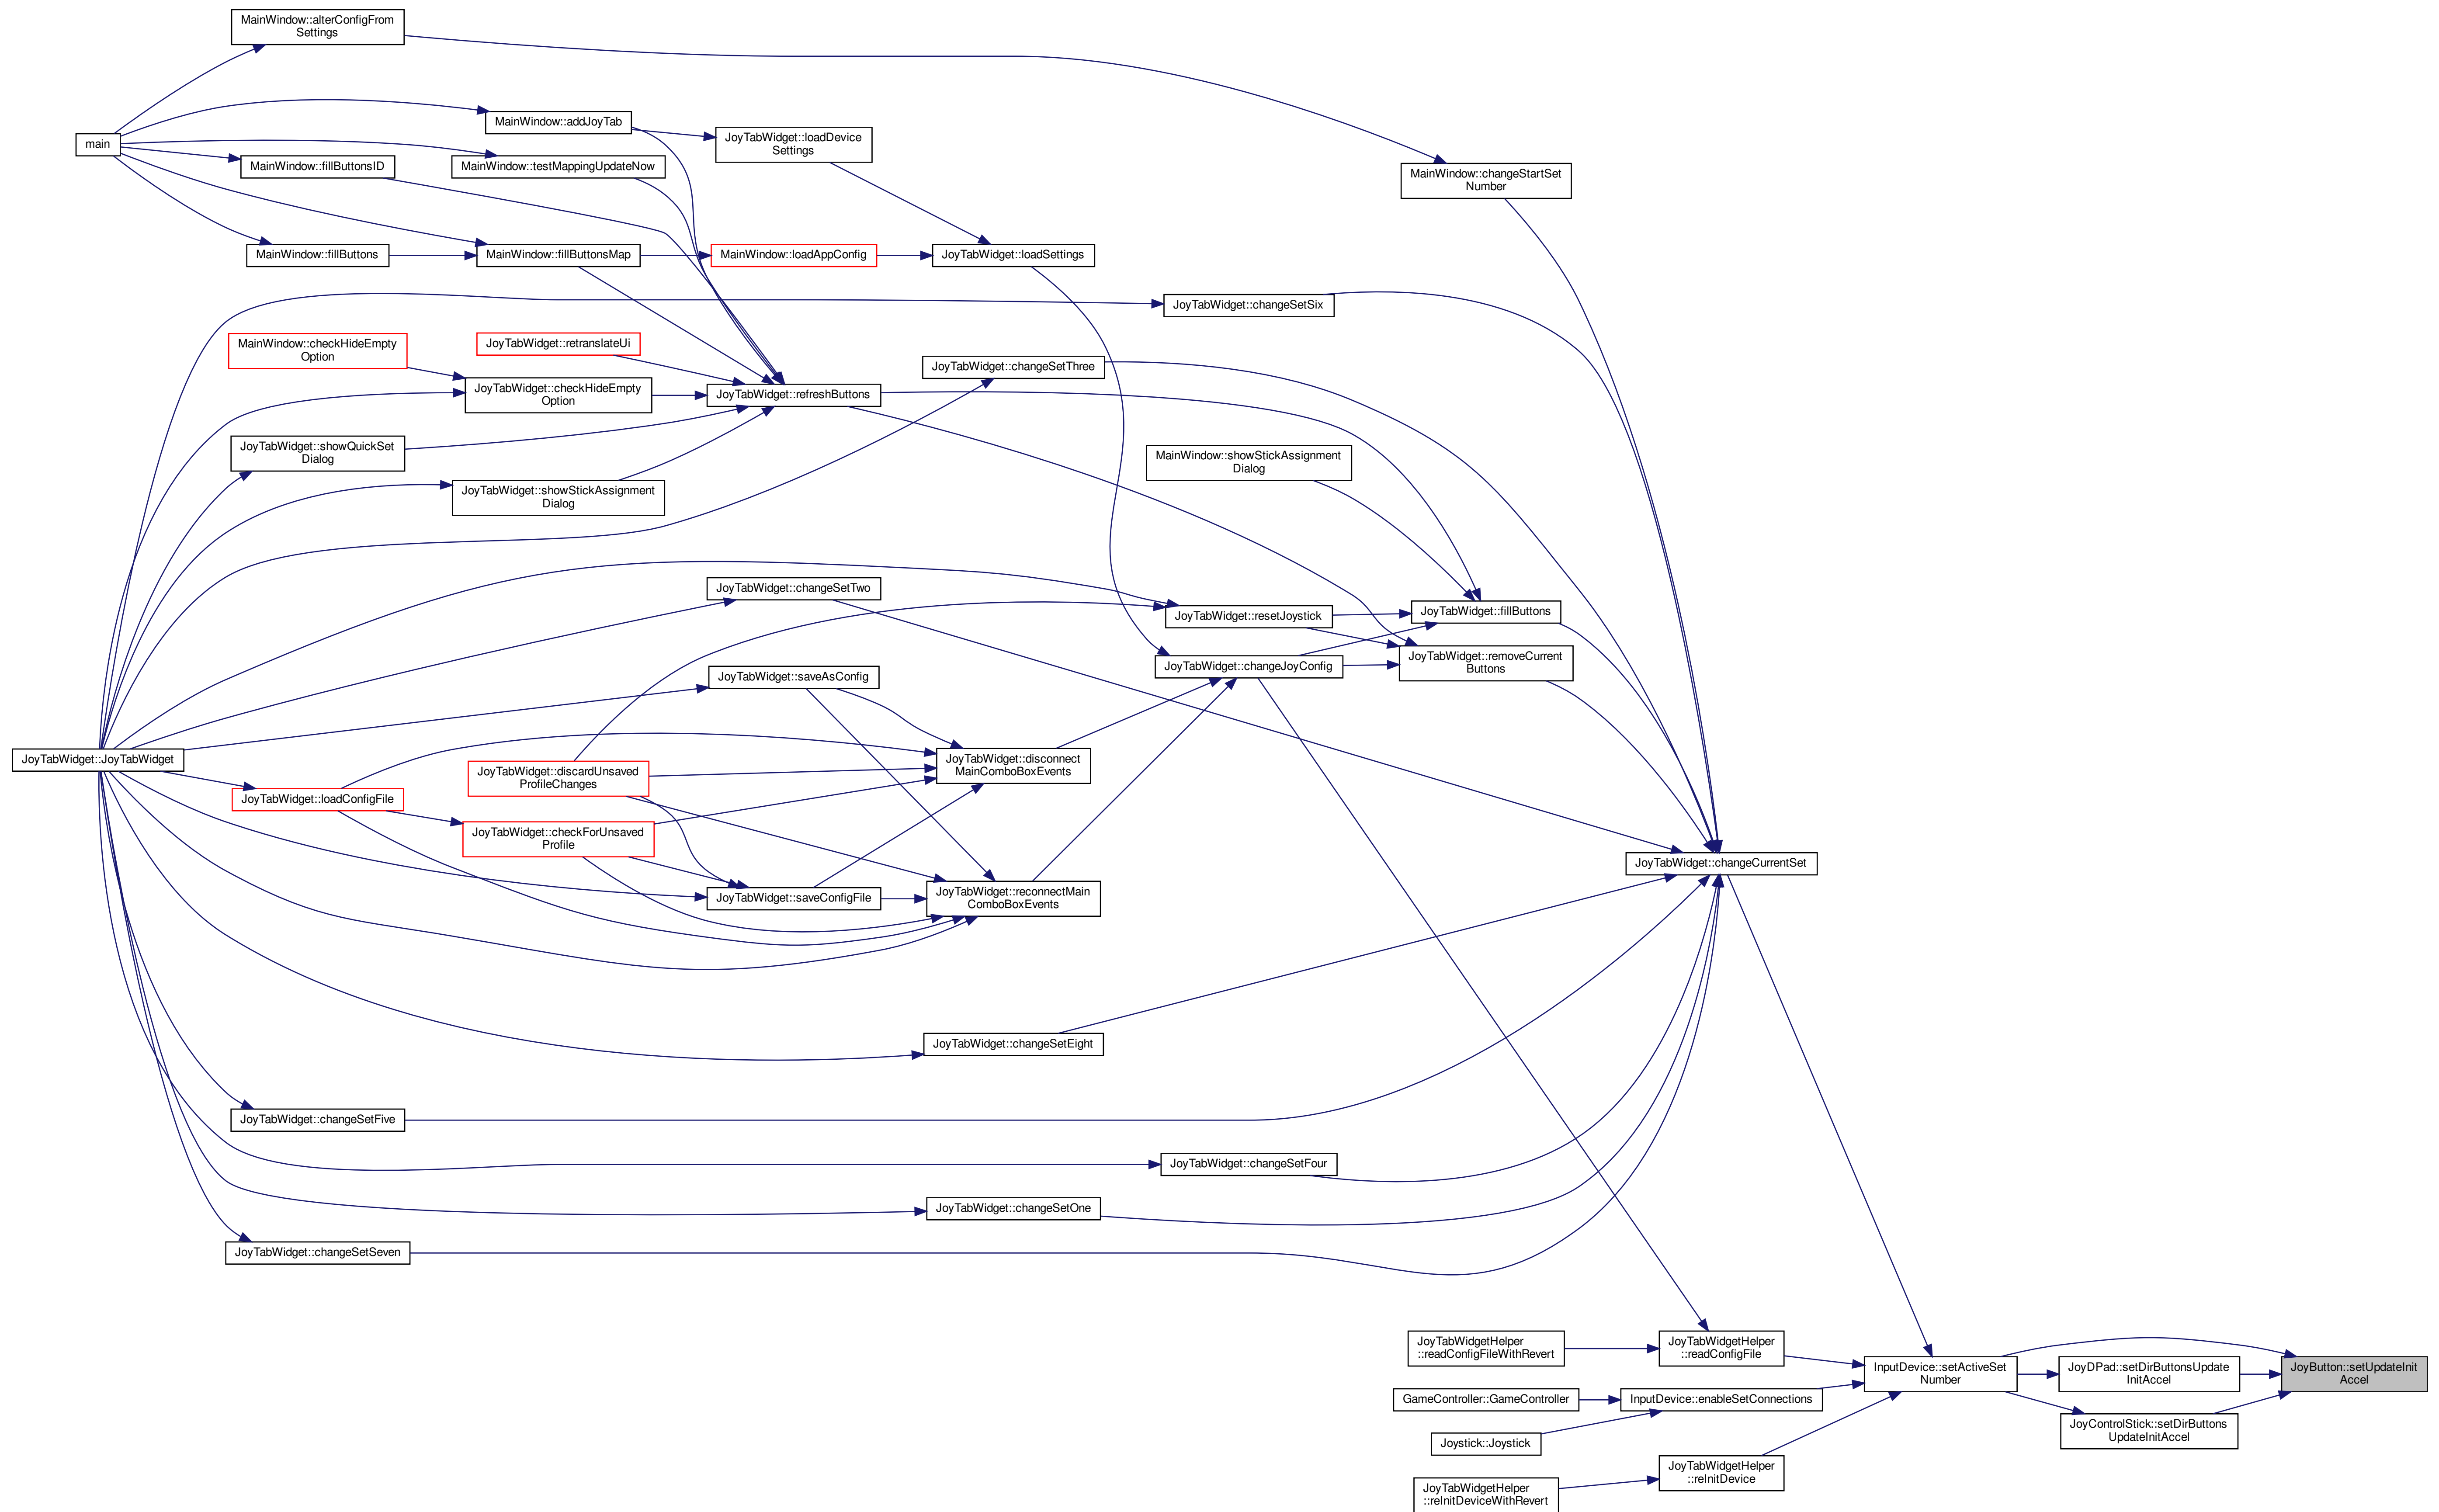 MainWindow::alterConfigFrom
Settings
MainWindow::addJoyTab
JoyTabWidget::loadDevice
Settings
main
MainWindow::fillButtonsID
MainWindow::testMappingUpdateNow
MainWindow::changeStartSet
Number
MainWindow::fillButtons
MainWindow::fillButtonsMap
MainWindow::loadAppConfig
JoyTabWidget::loadSettings
JoyTabWidget::changeSetSix
MainWindow::checkHideEmpty
Option
JoyTabWidget::retranslateUi
JoyTabWidget::changeSetThree
JoyTabWidget::checkHideEmpty
Option
JoyTabWidget::refreshButtons
JoyTabWidget::showQuickSet
Dialog
MainWindow::showStickAssignment
Dialog
JoyTabWidget::showStickAssignment
Dialog
JoyTabWidget::changeSetTwo
JoyTabWidget::resetJoystick
JoyTabWidget::fillButtons
JoyTabWidget::changeJoyConfig
JoyTabWidget::removeCurrent
Buttons
JoyTabWidget::saveAsConfig
JoyTabWidget::JoyTabWidget
JoyTabWidget::disconnect
MainComboBoxEvents
JoyTabWidget::discardUnsaved
ProfileChanges
JoyTabWidget::loadConfigFile
JoyTabWidget::checkForUnsaved
Profile
JoyTabWidget::changeCurrentSet
JoyTabWidget::saveConfigFile
JoyTabWidget::reconnectMain
ComboBoxEvents
JoyTabWidget::changeSetEight
JoyTabWidget::changeSetFive
JoyTabWidget::changeSetFour
JoyTabWidget::changeSetOne
JoyTabWidget::changeSetSeven
JoyTabWidgetHelper
::readConfigFileWithRevert
JoyTabWidgetHelper
::readConfigFile
InputDevice::setActiveSet
Number
JoyDPad::setDirButtonsUpdate
InitAccel
JoyButton::setUpdateInit
Accel
GameController::GameController
InputDevice::enableSetConnections
JoyControlStick::setDirButtons
UpdateInitAccel
Joystick::Joystick
JoyTabWidgetHelper
::reInitDevice
JoyTabWidgetHelper
::reInitDeviceWithRevert